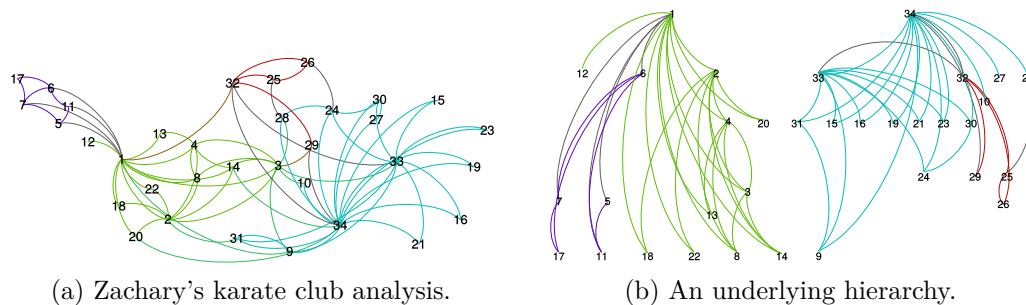 17 6 7 11 5 12 13 4 1 8 14 22 18 2 20 31 9 32 25 26 28 24 30 27 15 29 3 10 33 23 19 34 16 21
1 34
12 6 2 33 32 27
4 20 31 15 16 19 21 23 30 10
24 29 25
7 5 13 3 26
17 11 18 22 8 14 9
(a) Zachary's karate club analysis.
(b) An underlying hierarchy.